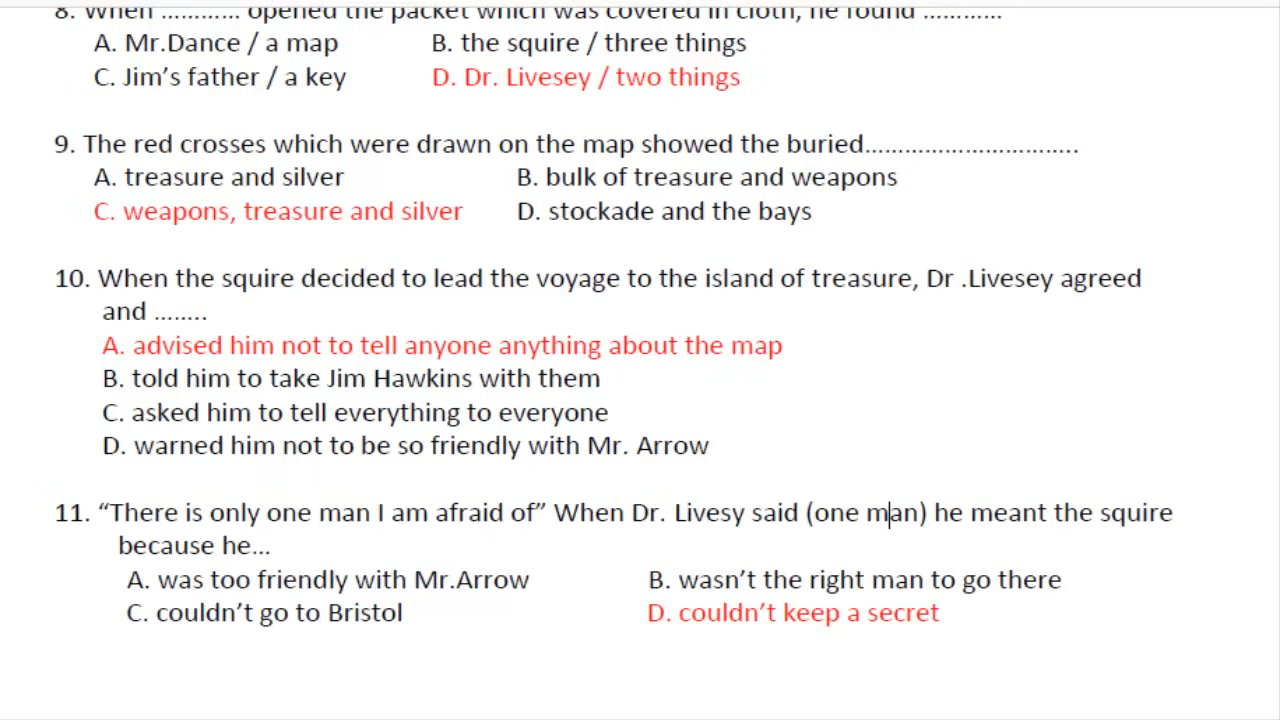 8. When ............ opened the packet which was covered in cloth, he found ............
A. Mr.Dance / a map B. the squire / three things
C. Jim’s father / a key D. Dr. Livesey / two things
9. The red crosses which were drawn on the map showed the buried................................
A. treasure and silver B. bulk of treasure and weapons
C. weapons, treasure and silver D. stockade and the bays
10. When the squire decided to lead the voyage to the island of treasure, Dr .Livesey agreed
and ........
A. advised him not to tell anyone anything about the map
B. told him to take Jim Hawkins with them
C. asked him to tell everything to everyone
D. warned him not to be so friendly with Mr. Arrow
11. “There is only one man I am afraid of” When Dr. Livesy said (one man) he meant the squire
because he...
A. was too friendly with Mr.Arrow B. wasn’t the right man to go there
C. couldn’t go to Bristol D. couldn’t keep a secret